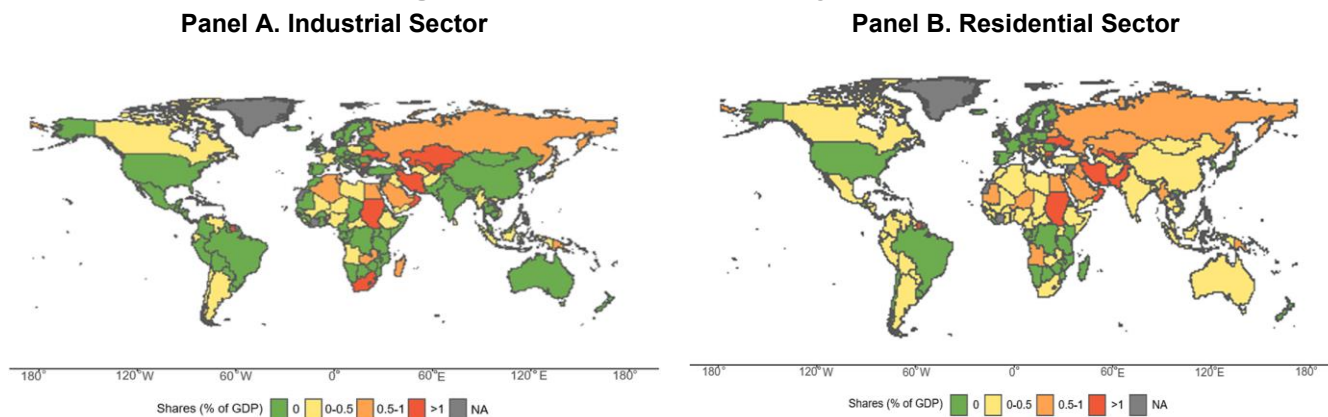 Panel A. Industrial Sector
Panel B. Residential Sector
180° 120°W 60°W 0° 60°E 120°E 180°
180° 120°W 60°W 0° 60°E 120°E 180°
Shares (% of GDP) 0 0-0.5 0.5-1 >1 NA
Shares (% of GDP) 0 0-0.5 0.5-1 >1 NA